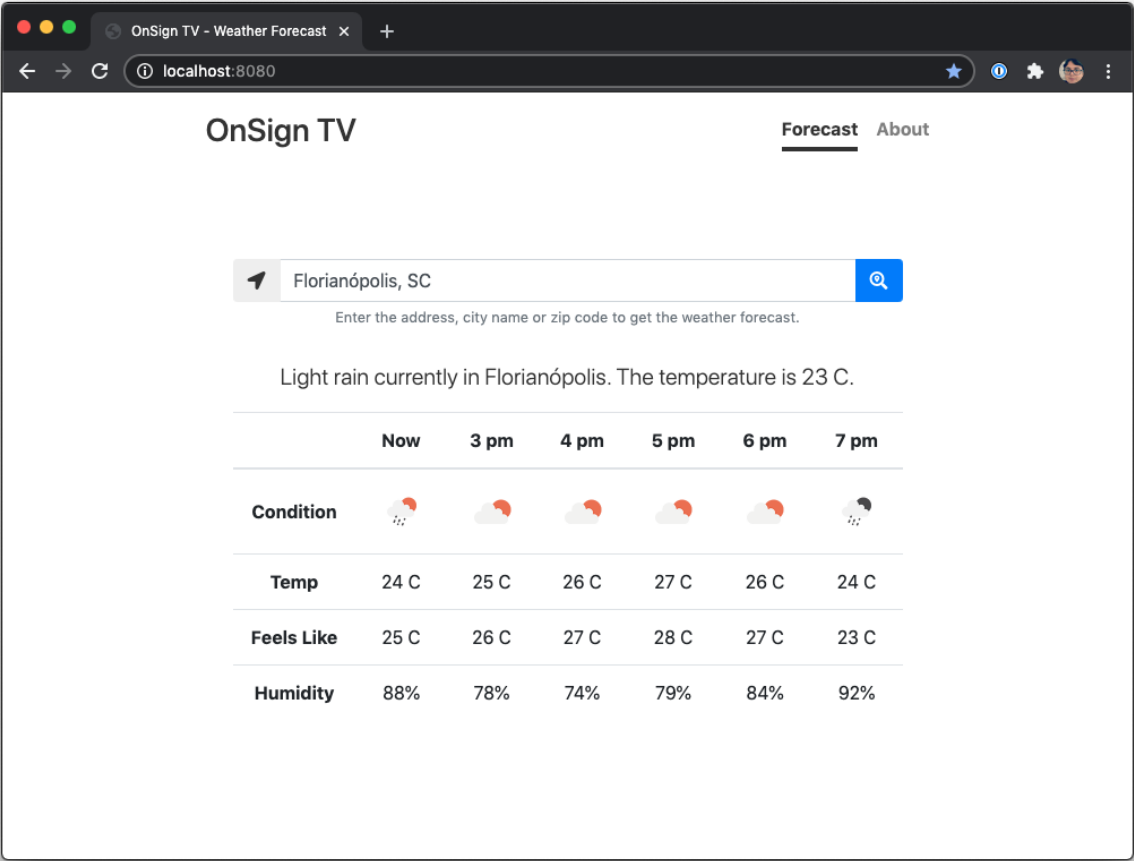 OnSign TV - Weather Forecast
localhost:8080
OnSign TV
Forecast About
Florianópolis, SC
Enter the address, city name or zip code to get the weather forecast.
Light rain currently in Florianópolis. The temperature is 23 C.
Now 3 pm 4 pm 5 pm 6 pm 7 pm
Condition
Temp 24 C 25 C 26 C 27 C 26 C 24 C
Feels Like 25 C 26 C 27 C 28 C 27 C 23 C
Humidity 88% 78% 74% 79% 84% 92%